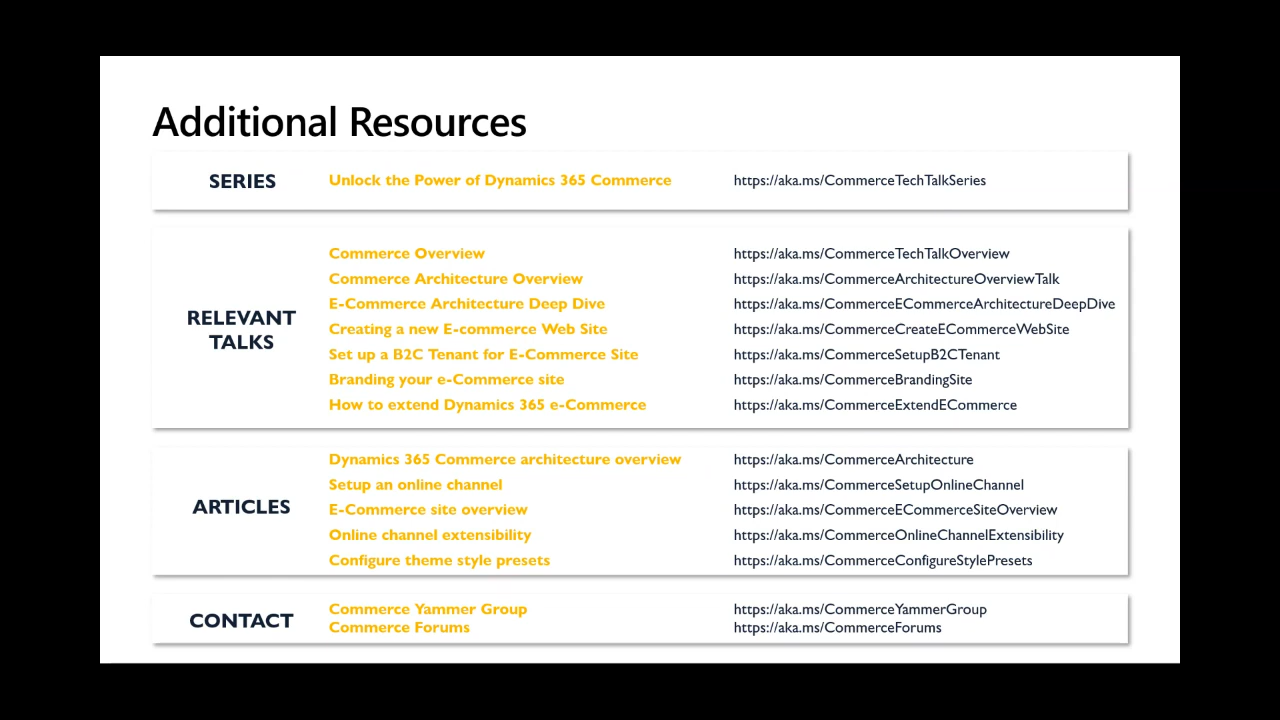 Additional Resources
SERIES
Unlock the Power of Dynamics 365 Commerce https://aka.ms/CommerceTechTalkSeries
RELEVANT
TALKS
Commerce Overview https://aka.ms/CommerceTechTalkOverview
Commerce Architecture Overview https://aka.ms/CommerceArchitectureOverviewTalk
E-Commerce Architecture Deep Dive https://aka.ms/CommerceECommerceArchitectureDeepDive
Creating a new E-commerce Web Site https://aka.ms/CommerceCreateECommerceWebSite
Set up a B2C Tenant for E-Commerce Site https://aka.ms/CommerceSetupB2CTenant
Branding your e-Commerce site https://aka.ms/CommerceBrandingSite
How to extend Dynamics 365 e-Commerce https://aka.ms/CommerceExtendECommerce
ARTICLES
Dynamics 365 Commerce architecture overview https://aka.ms/CommerceArchitecture
Setup an online channel https://aka.ms/CommerceSetupOnlineChannel
E-Commerce site overview https://aka.ms/CommerceECommerceSiteOverview
Online channel extensibility https://aka.ms/CommerceOnlineChannelExtensibility
Configure theme style presets https://aka.ms/CommerceConfigureStylePresets
CONTACT
Commerce Yammer Group https://aka.ms/CommerceYammerGroup
Commerce Forums https://aka.ms/CommerceForums